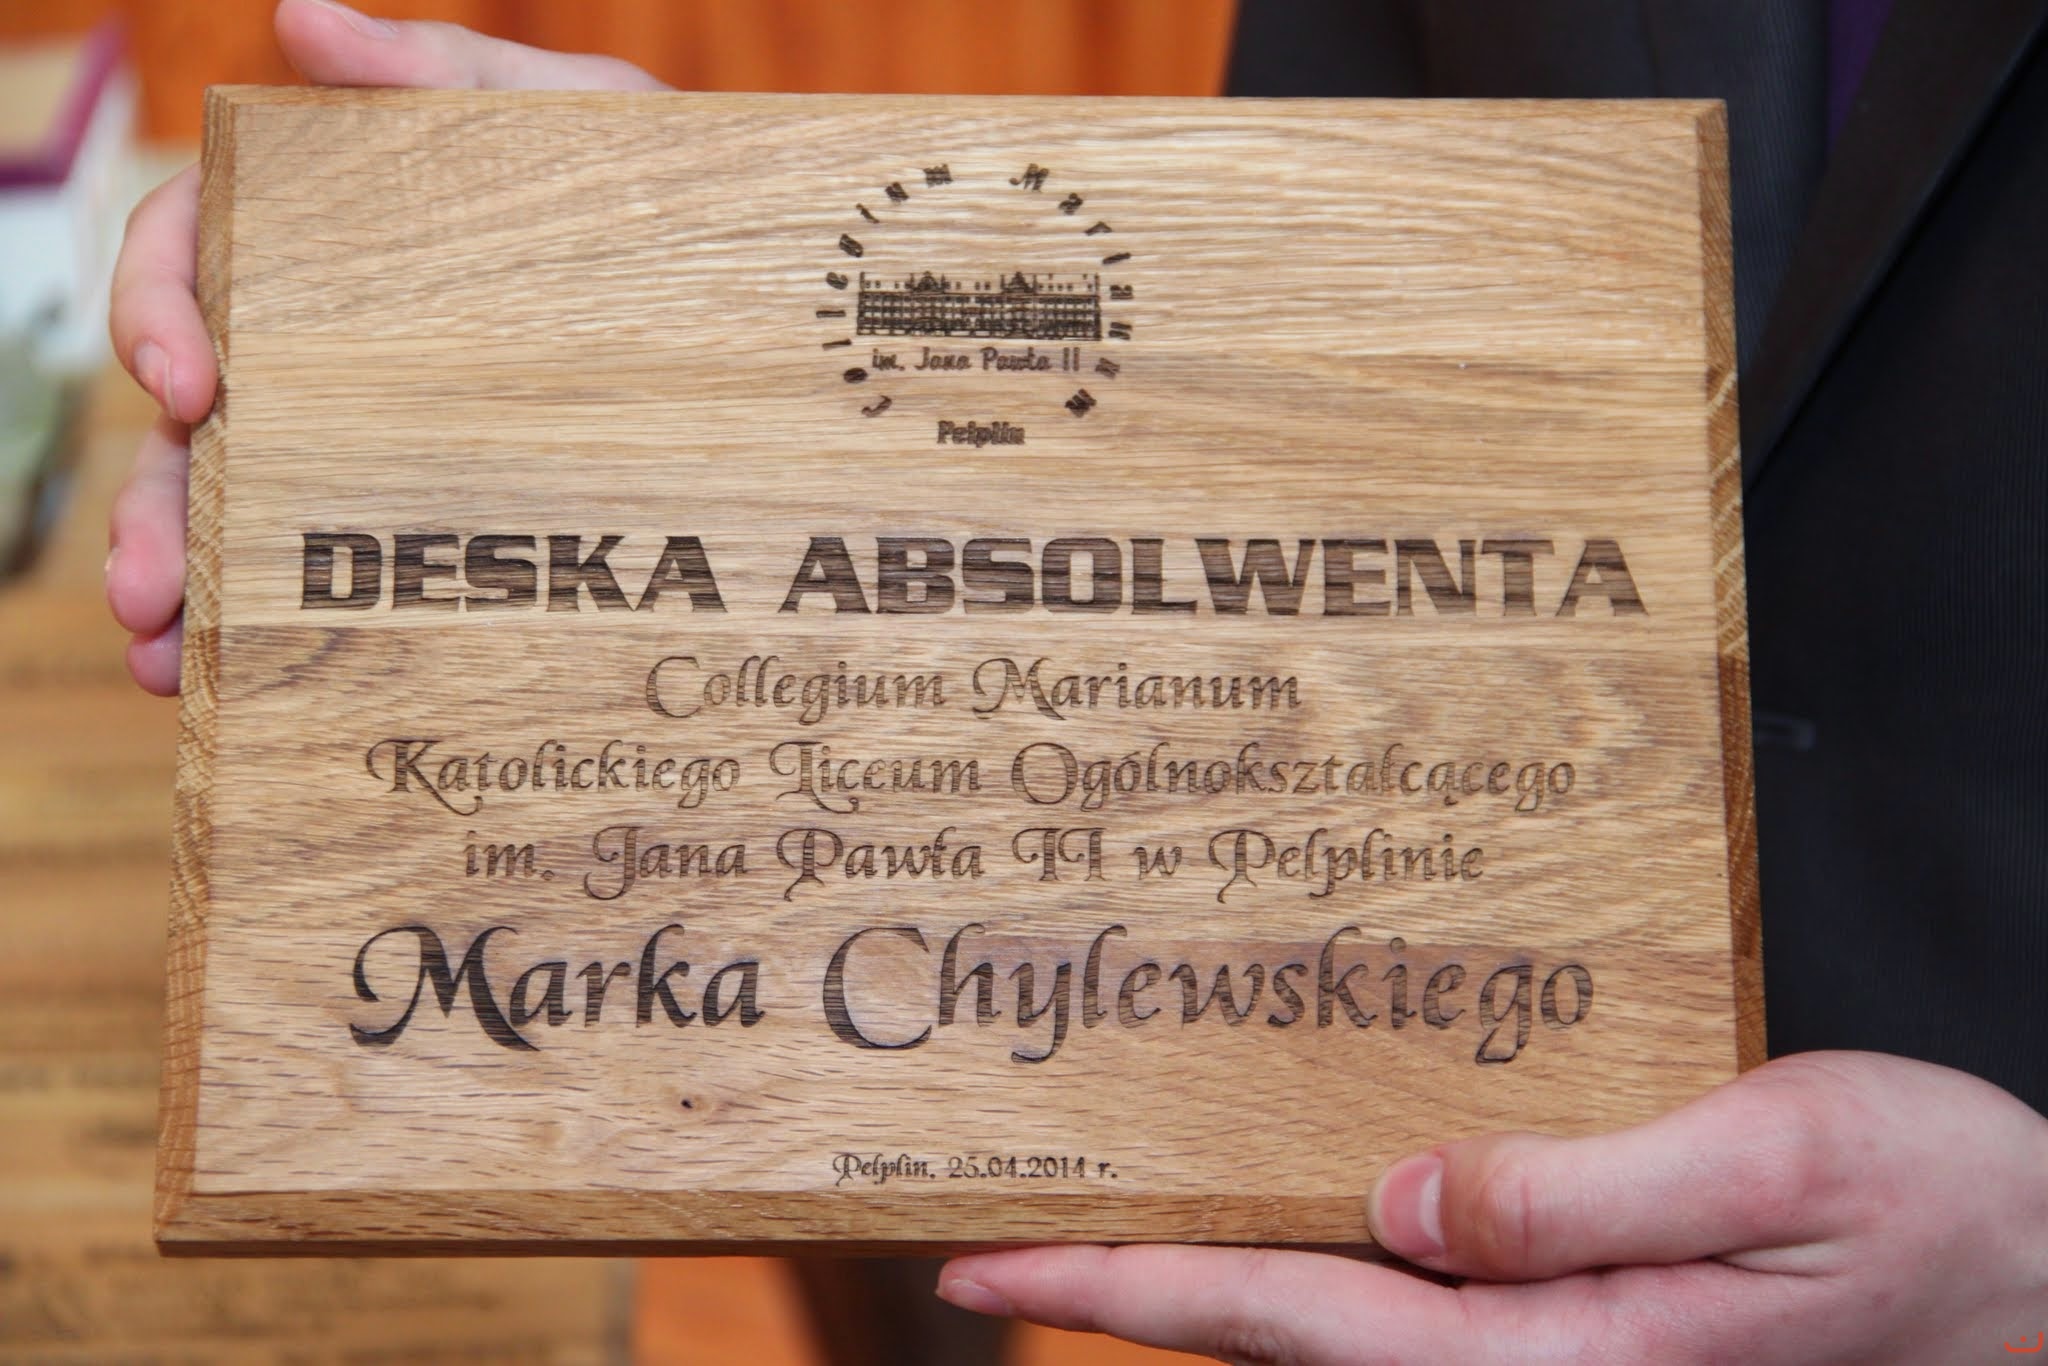 Collegium Marianum
im. Jana Pawła II
Pelplin
DESKA ABSOLWENTA
Collegium Marianum
Katolickiego Liceum Ogólnokształcącego
im. Jana Pawła II w Pelplinie
Marka Chylewskiego
Pelplin, 25.04.2014 r.